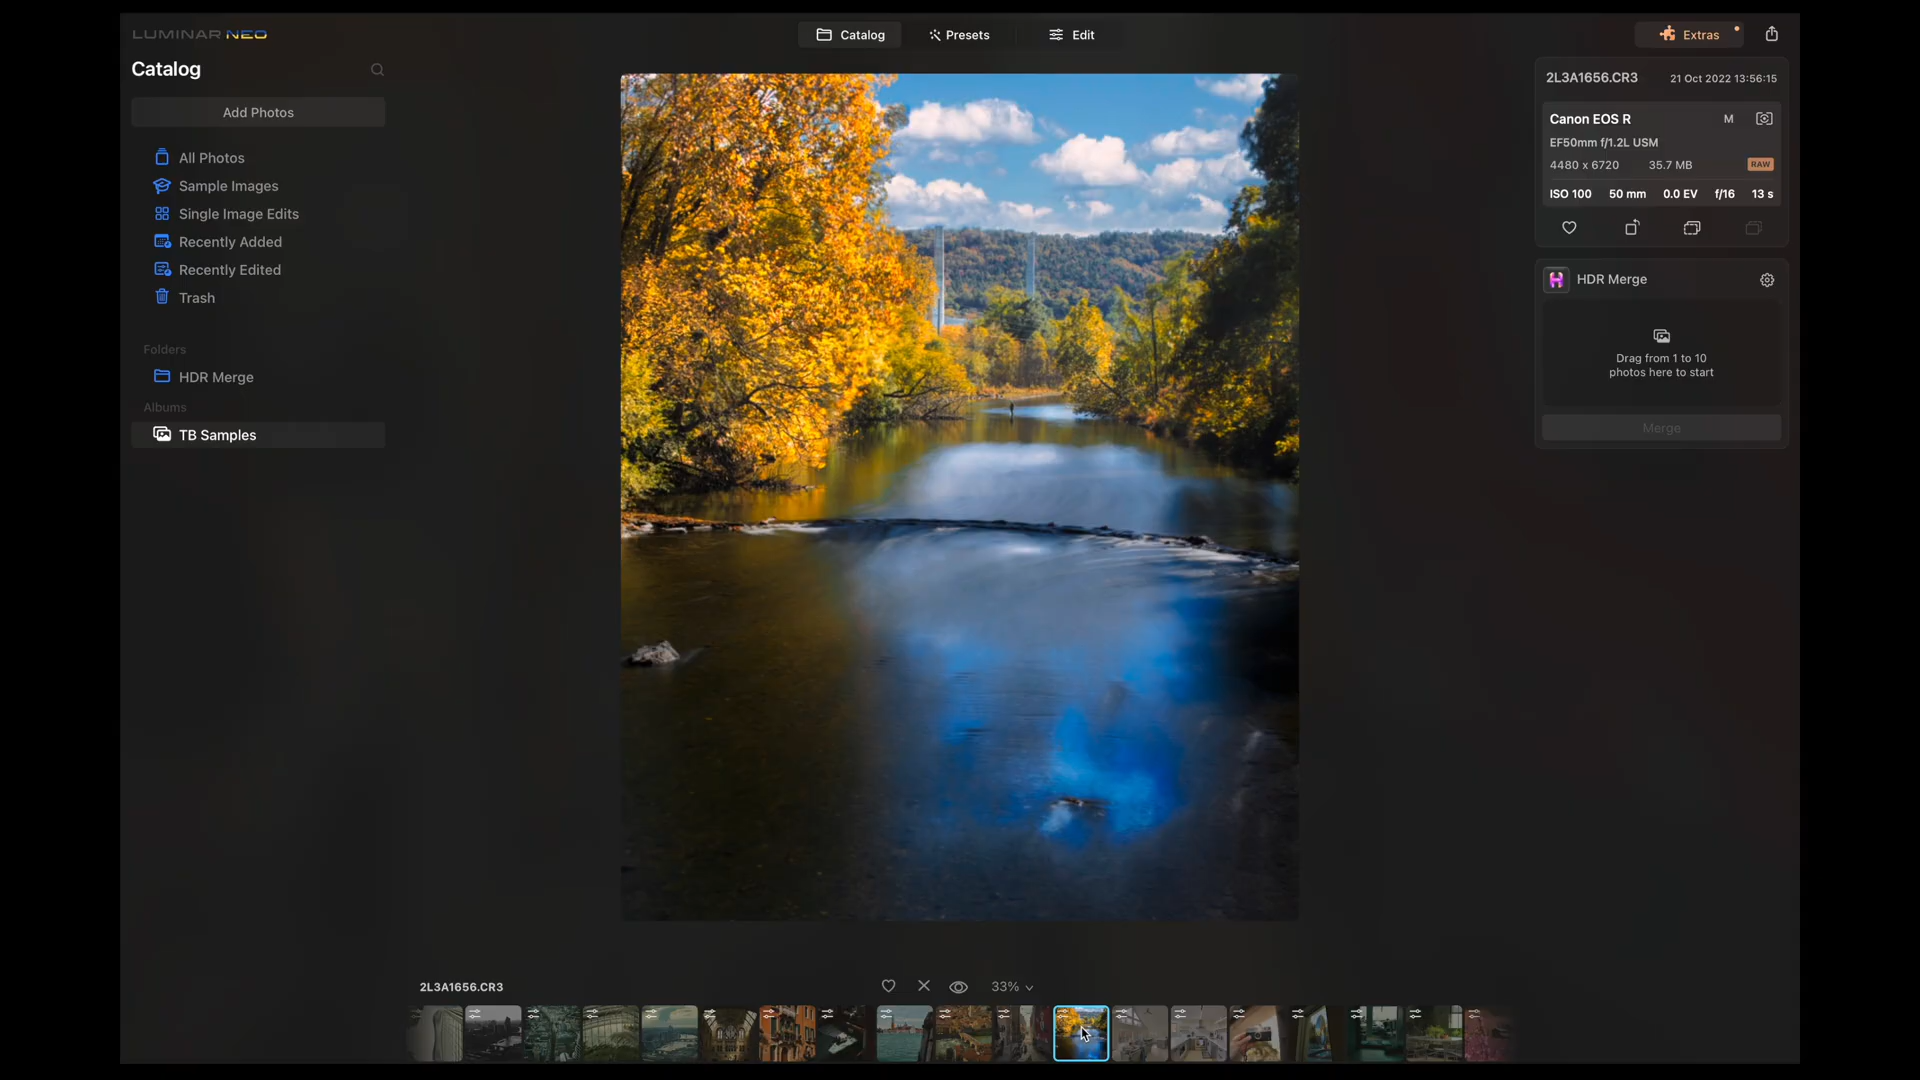 LUMINAR NEO
Catalog
Presets
Edit
Extras
Catalog
Add Photos
All Photos
Sample Images
Single Image Edits
Recently Added
Recently Edited
Trash
Folders
HDR Merge
Albums
TB Samples
2L3A1656.CR3
21 Oct 2022 13:56:15
Canon EOS R
M
EF50mm f/1.2L USM
4480 x 6720
35.7 MB
RAW
ISO 100
50 mm
0.0 EV
f/16
13 s
HDR Merge
Drag from 1 to 10
photos here to start
Merge
2L3A1656.CR3
33%